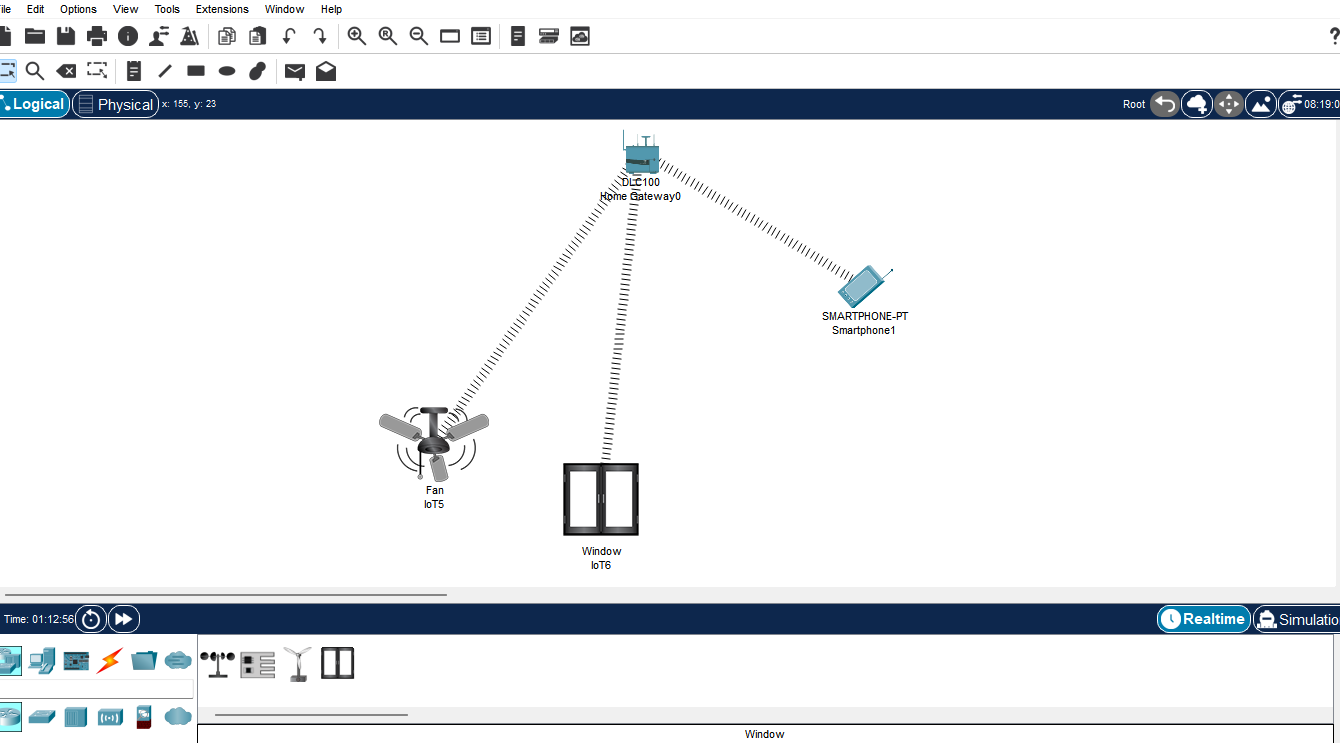 ile Edit Options View Tools Extensions Window Help
Logical Physical x: 155, y: 23 Root 08:19:0
DLC100
Home Gateway0
SMARTPHONE-PT
Smartphone1
Fan
IoT5
Window
IoT6
Time: 01:12:56 Realtime Simulatio
Window